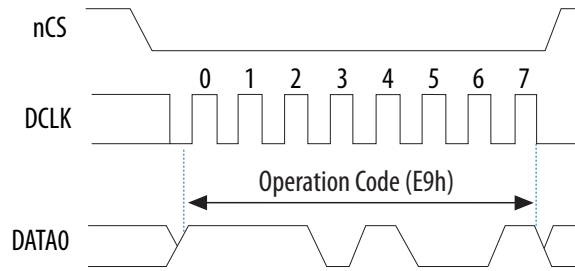 nCS
0 1 2 3 4 5 6 7
DCLK
Operation Code (E9h)
DATA0